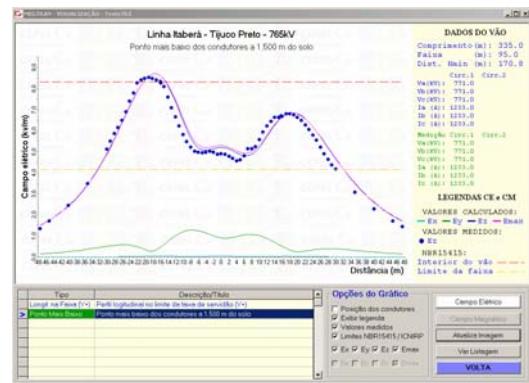 Linha Itaberá - Tijuco Preto - 765kV
Ponto mais baixo dos condutores a 1,500 m do solo
Campo elétrico (kv/m)
Distância (m)
DADOS DO VÃO
Comprimento (m): 335.0
Faixa (m): 95.0
Dist. Hmin (m): 170.8
Circ.1 Circ.2
Va(kV): 771.0
Vb(kV): 771.0
Vc(kV): 771.0
Ia (A): 1233.0
Ib (A): 1233.0
Ic (A): 1233.0
Medição Circ.1 Circ.2
Va(kV): 771.0
Vb(kV): 771.0
Vc(kV): 771.0
Ia (A): 1233.0
Ib (A): 1233.0
Ic (A): 1233.0
LEGENDAS CE e CM
VALORES CALCULADOS:
Ex Ey Ez Emax
VALORES MEDIDOS:
Ez
NBR15415:
Interior do vão
Limite da faixa
Tipo Descrição/Título
Longit na Faixa (Y+) Perfil logitudinal no limite de faixa da servidão (Y+)
Ponto Mais Baixo Ponto mais baixo dos condutores a 1.500 m do solo
Opções do Gráfico
Posição dos condutores
Exibir legenda
Valores medidos
Limites NBR15415 / ICNIRP
Ex Ey Ez Emax
Campo Elétrico
Campo Magnético
Atualiza Imagem
Ver Listagem
VOLTA